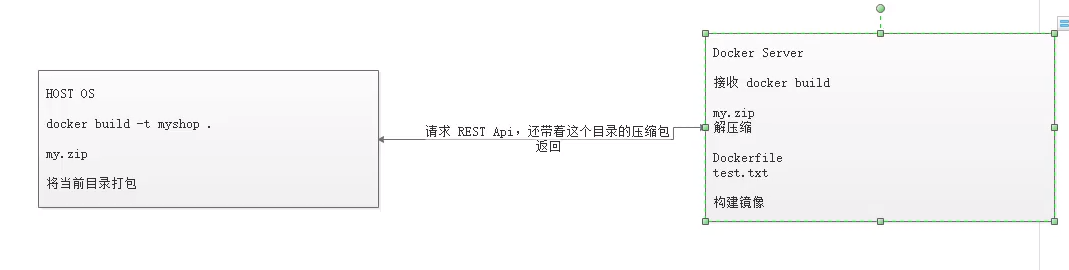 HOST OS
docker build -t myshop .
my.zip
将当前目录打包
请求 REST Api，还带着这个目录的压缩包
返回
Docker Server
接收 docker build
my.zip
解压缩
Dockerfile
test.txt
构建镜像